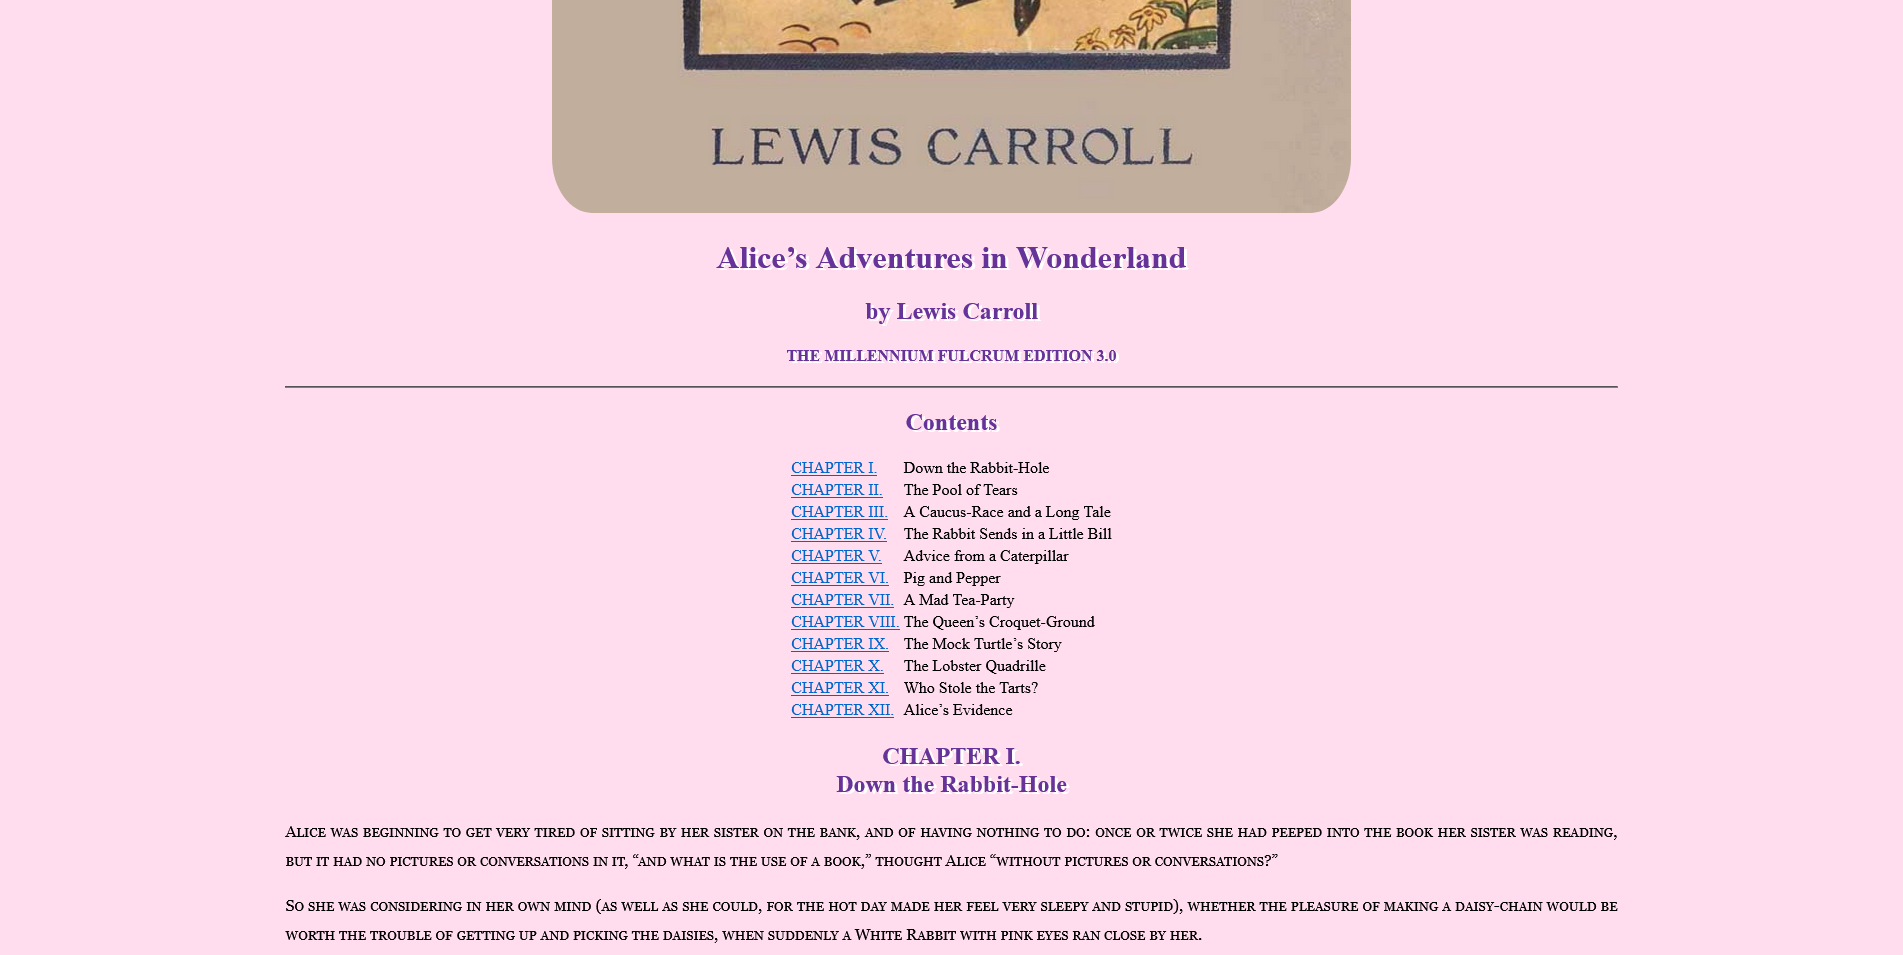 LEWIS CARROLL
Alice’s Adventures in Wonderland
by Lewis Carroll
THE MILLENNIUM FULCRUM EDITION 3.0
Contents
CHAPTER I. Down the Rabbit-Hole
CHAPTER II. The Pool of Tears
CHAPTER III. A Caucus-Race and a Long Tale
CHAPTER IV. The Rabbit Sends in a Little Bill
CHAPTER V. Advice from a Caterpillar
CHAPTER VI. Pig and Pepper
CHAPTER VII. A Mad Tea-Party
CHAPTER VIII. The Queen’s Croquet-Ground
CHAPTER IX. The Mock Turtle’s Story
CHAPTER X. The Lobster Quadrille
CHAPTER XI. Who Stole the Tarts?
CHAPTER XII. Alice’s Evidence
CHAPTER I.
Down the Rabbit-Hole
Alice was beginning to get very tired of sitting by her sister on the bank, and of having nothing to do: once or twice she had peeped into the book her sister was reading,
but it had no pictures or conversations in it, “and what is the use of a book,” thought Alice “without pictures or conversations?”
So she was considering in her own mind (as well as she could, for the hot day made her feel very sleepy and stupid), whether the pleasure of making a daisy-chain would be
worth the trouble of getting up and picking the daisies, when suddenly a White Rabbit with pink eyes ran close by her.